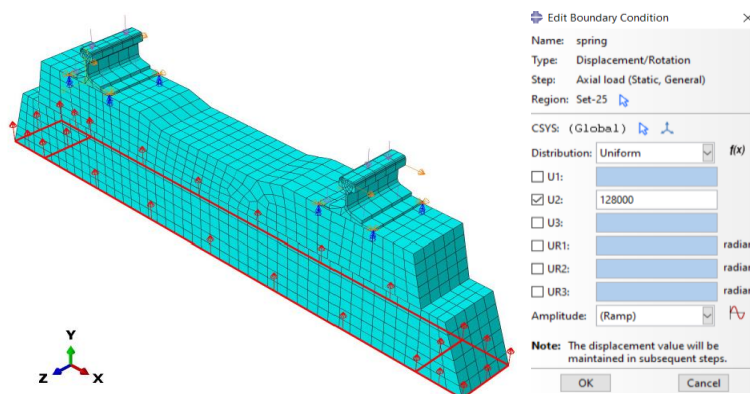 Edit Boundary Condition
Name: spring
Type: Displacement/Rotation
Step: Axial load (Static, General)
Region: Set-25
CSYS: (Global)
Distribution: Uniform f(x)
U1:
U2: 128000
U3:
UR1: radian
UR2: radian
UR3: radian
Amplitude: (Ramp)
Note: The displacement value will be
maintained in subsequent steps.
OK Cancel
Y
Z X